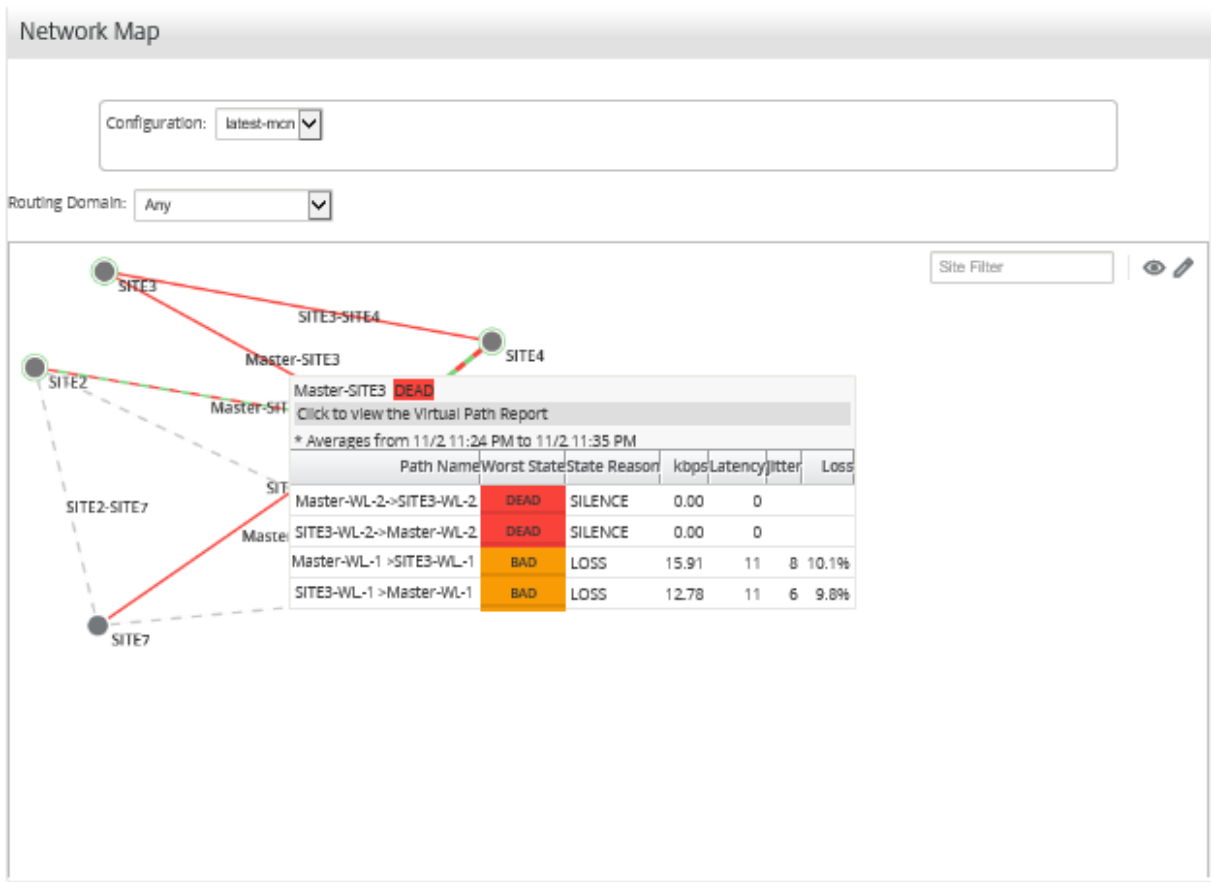 Network Map
Configuration: latest-mcn
Routing Domain: Any
Site Filter
SITE3
SITE3-SITE4
SITE4
Master-SITE3
SITE2
Master-SIT
Master-SITE3 DEAD
Click to view the Virtual Path Report
* Averages from 11/2 11:24 PM to 11/2 11:35 PM
Path Name Worst State State Reason kbps Latency Jitter Loss
Master-WL-2->SITE3-WL-2 DEAD SILENCE 0.00 0
SITE3-WL-2->Master-WL-2 DEAD SILENCE 0.00 0
Master-WL-1 >SITE3-WL-1 BAD LOSS 15.91 11 8 10.1%
SITE3-WL-1 >Master-WL-1 BAD LOSS 12.78 11 6 9.8%
SIT
SITE2-SITE7
Maste
SITE7